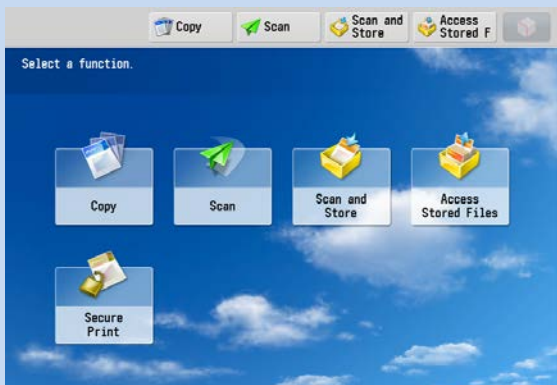 Copy
Scan
Scan and
Store
Access
Stored F
Select a function.
Copy
Scan
Scan and
Store
Access
Stored Files
Secure
Print